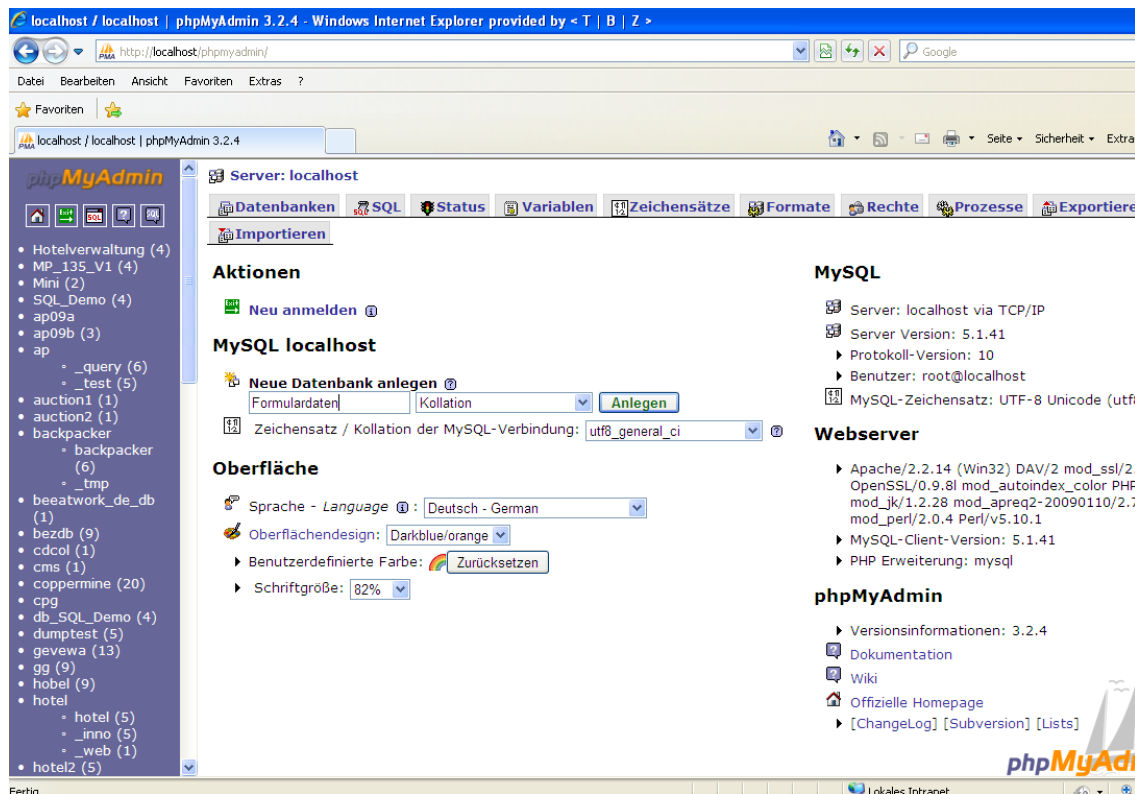 localhost / localhost | phpMyAdmin 3.2.4 - Windows Internet Explorer provided by < T | B | Z >
http://localhost/phpmyadmin/
Google
Datei Bearbeiten Ansicht Favoriten Extras ?
Favoriten
localhost / localhost | phpMyAdmin 3.2.4
Seite Sicherheit Extra
phpMyAdmin
Hotelverwaltung (4)
MP_135_V1 (4)
Mini (2)
SQL_Demo (4)
ap09a
ap09b (3)
ap
_query (6)
_test (5)
auction1 (1)
auction2 (1)
backpacker
backpacker
(6)
_tmp
beeatwork_de_db
(1)
bezdb (9)
cdcol (1)
cms (1)
coppermine (20)
cpg
db_SQL_Demo (4)
dumptest (5)
gevewa (13)
gg (9)
hobel (9)
hotel
hotel (5)
_inno (5)
_web (1)
hotel2 (5)
Server: localhost
Datenbanken SQL Status Variablen Zeichensätze Formate Rechte Prozesse Exportiere
Importieren
Aktionen
Neu anmelden
MySQL localhost
Neue Datenbank anlegen
Formulardaten Kollation Anlegen
Zeichensatz / Kollation der MySQL-Verbindung: utf8_general_ci
Oberfläche
Sprache - Language : Deutsch - German
Oberflächendesign: Darkblue/orange
Benutzerdefinierte Farbe: Zurücksetzen
Schriftgröße: 82%
MySQL
Server: localhost via TCP/IP
Server Version: 5.1.41
Protokoll-Version: 10
Benutzer: root@localhost
MySQL-Zeichensatz: UTF-8 Unicode (utf8
Webserver
Apache/2.2.14 (Win32) DAV/2 mod_ssl/2.
OpenSSL/0.9.8l mod_autoindex_color PHP
mod_jk/1.2.28 mod_apreq2-20090110/2.7
mod_perl/2.0.4 Perl/v5.10.1
MySQL-Client-Version: 5.1.41
PHP Erweiterung: mysql
phpMyAdmin
Versionsinformationen: 3.2.4
Dokumentation
Wiki
Offizielle Homepage
[ChangeLog] [Subversion] [Lists]
phpMyAd
Fertig Lokales Intranet